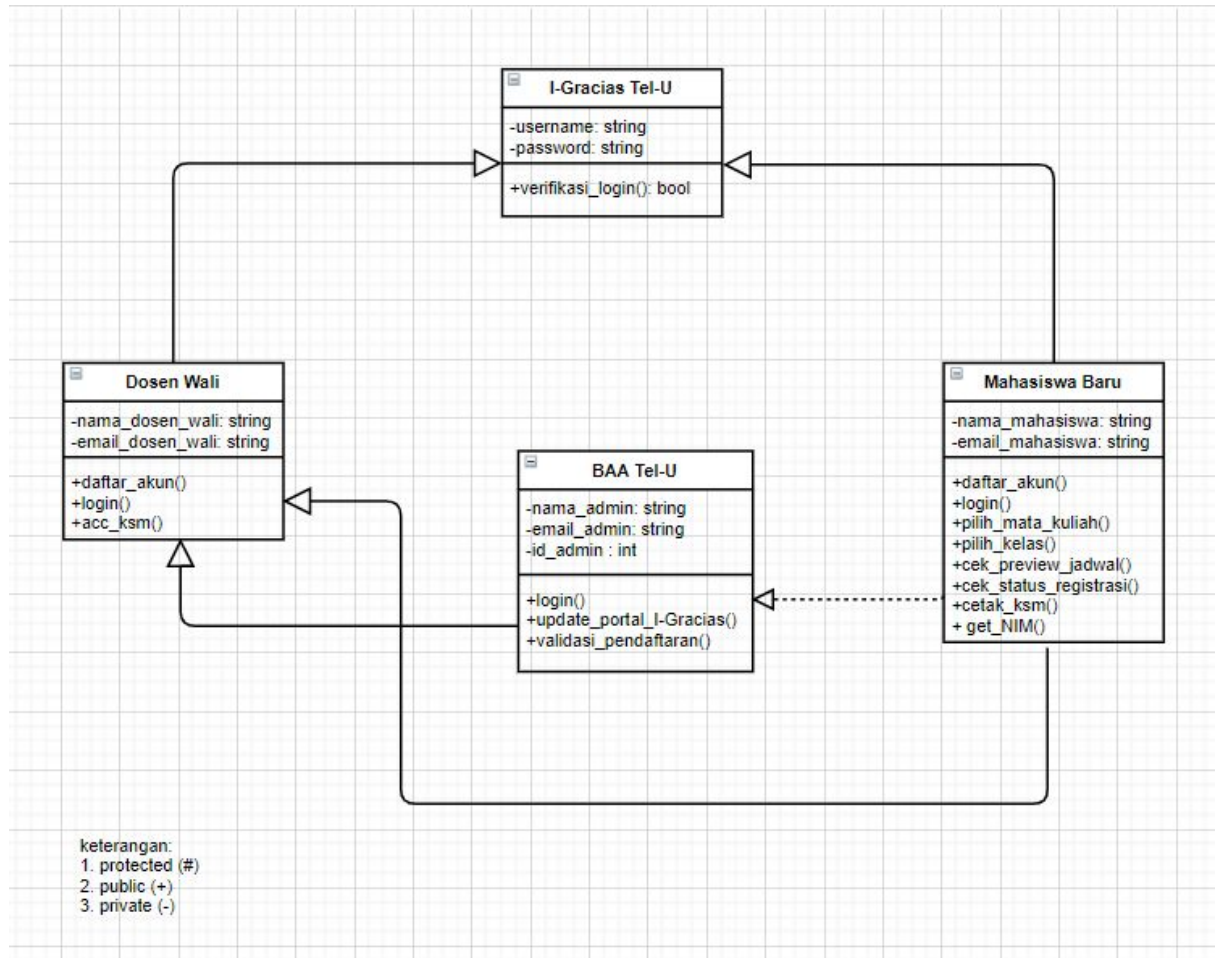 I-Gracias Tel-U
-username: string
-password: string
+verifikasi_login(): bool
Dosen Wali
-nama_dosen_wali: string
-email_dosen_wali: string
+daftar_akun()
+login()
+acc_ksm()
BAA Tel-U
-nama_admin: string
-email_admin: string
-id_admin : int
+login()
+update_portal_I-Gracias()
+validasi_pendaftaran()
Mahasiswa Baru
-nama_mahasiswa: string
-email_mahasiswa: string
+daftar_akun()
+login()
+pilih_mata_kuliah()
+pilih_kelas()
+cek_preview_jadwal()
+cek_status_registrasi()
+cetak_ksm()
+ get_NIM()
keterangan:
1. protected (#)
2. public (+)
3. private (-)